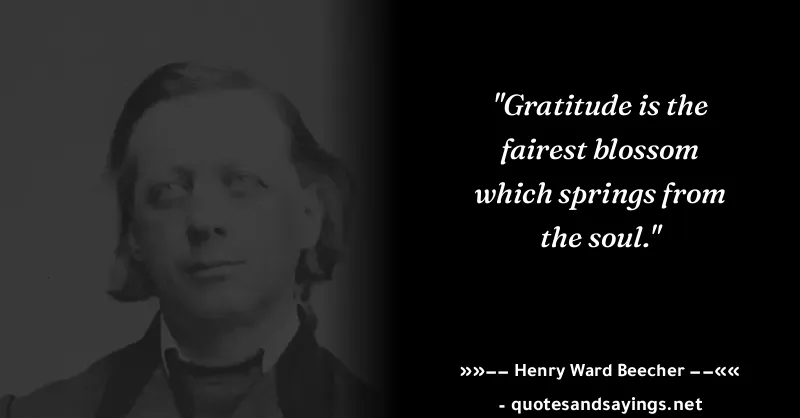 "Gratitude is the
fairest blossom
which springs from
the soul."
»»–– Henry Ward Beecher ––««
- quotesandsayings.net